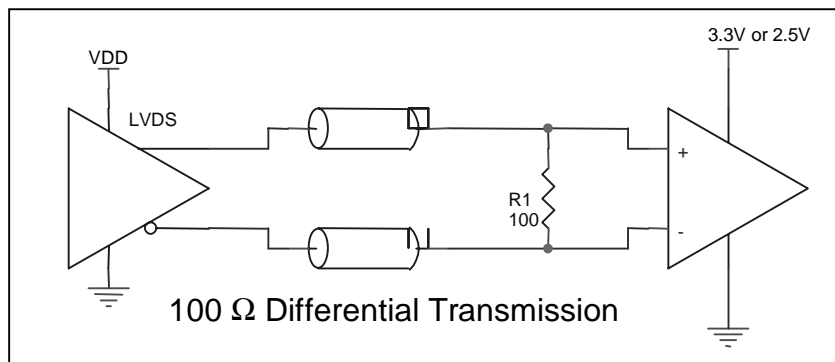 3.3V or 2.5V
VDD
LVDS
+
R1
100
-
100 Ω Differential Transmission